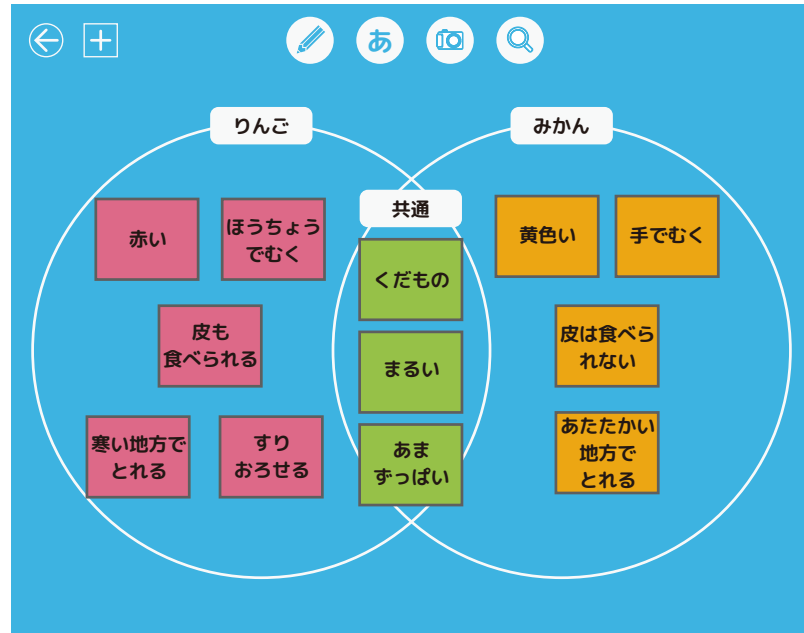 あ
りんご
みかん
共通
赤い
ほうちょう
でむく
皮も
食べられる
寒い地方で
とれる
すり
おろせる
くだもの
まるい
あま
ずっぱい
黄色い
手でむく
皮は食べら
れない
あたたかい
地方で
とれる